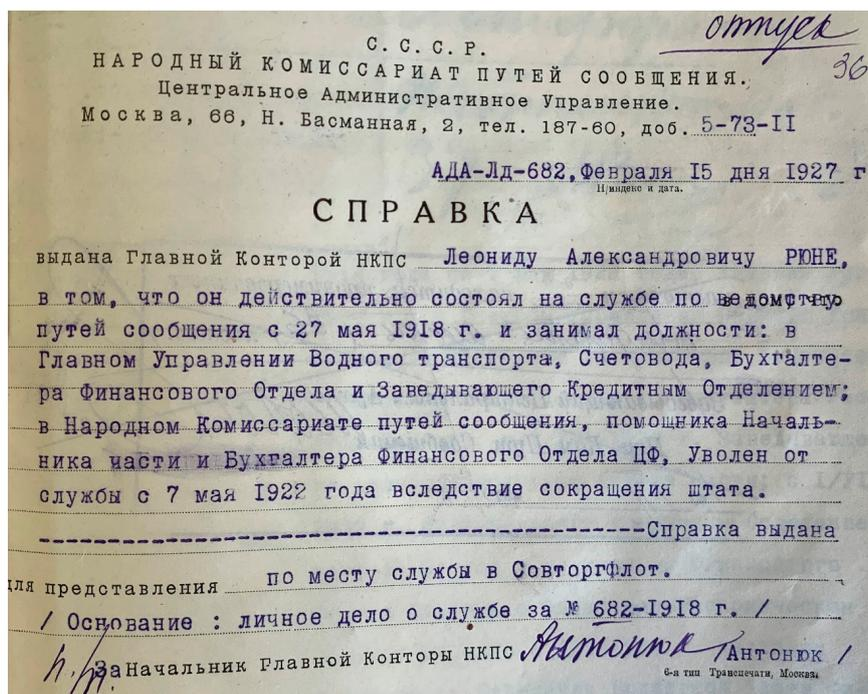 отпуск
36
С. С. С. Р.
НАРОДНЫЙ КОМИССАРИАТ ПУТЕЙ СООБЩЕНИЯ.
Центральное Административное Управление.
Москва, 66, Н. Басманная, 2, тел. 187-60, доб. 5-73-II
АДА-Лд-682, Февраля I5 дня I927 г
Н/индекс и дата.
СПРАВКА
выдана Главной Конторой НКПС Леониду Александровичу РЮНЕ,
в том, что он действительно состоял на службе по ведомству
путей сообщения с 27 мая I9I8 г. и занимал должности: в
Главном Управлении Водного транспорта, Счетовода, Бухгалте-
ра Финансового Отдела и Заведывающего Кредитным Отделением;
в Народном Комиссариате путей сообщения, помощника Началь-
ника части и Бухгалтера Финансового Отдела ЦФ, Уволен от
службы с 7 мая I922 года вследствие сокращения штата.
----------Справка выдана
для представления по месту службы в Совторгфлот.
/ Основание : личное дело о службе за № 682-I9I8 г. /
За Начальник Главной Конторы НКПС Антонюк /Антонюк /
6-я тип Транспечати, Москва.